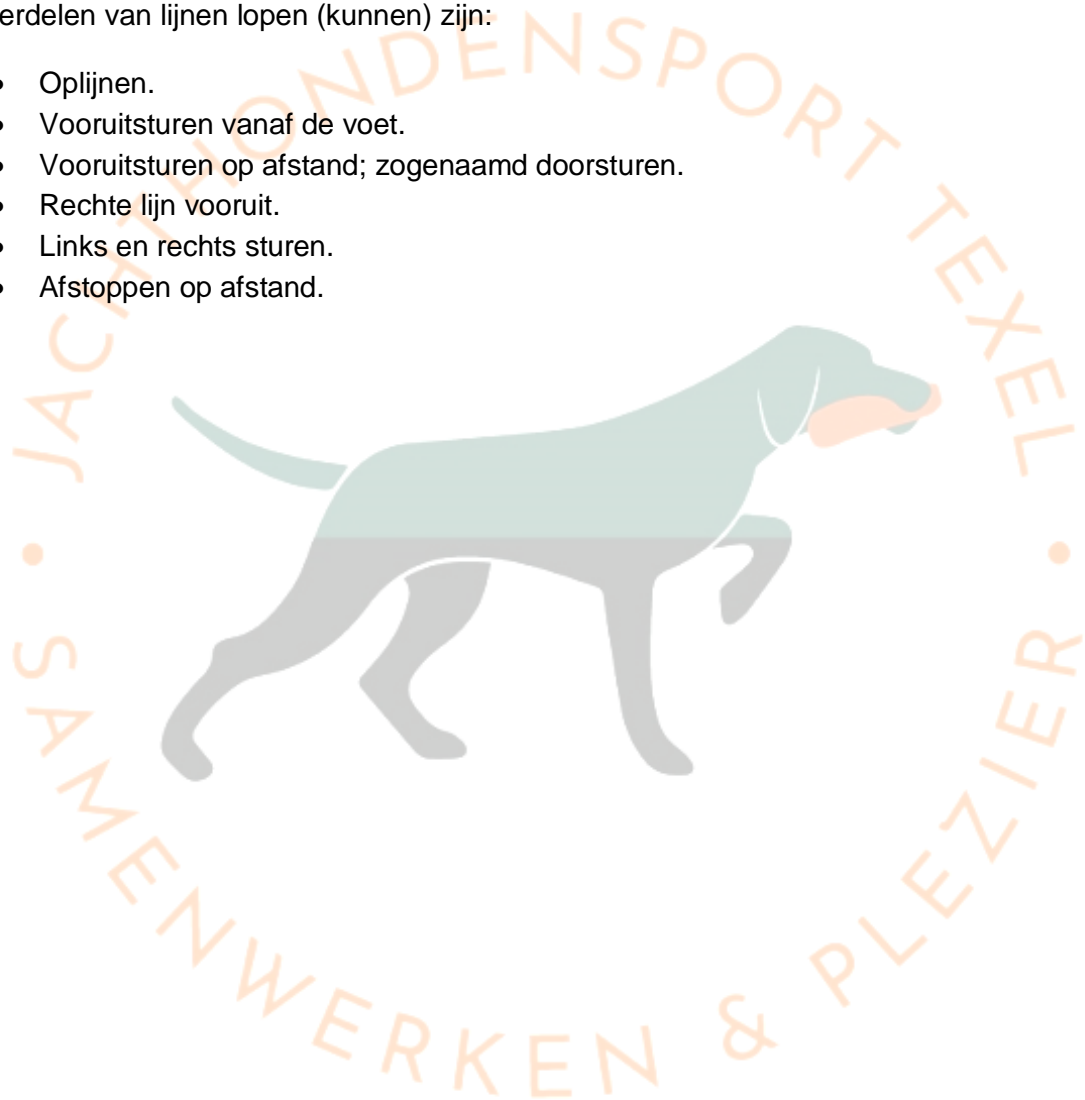 erdelen van lijnen lopen (kunnen) zijn:
• Oplijnen.
• Vooruitsturen vanaf de voet.
• Vooruitsturen op afstand; zogenaamd doorsturen.
• Rechte lijn vooruit.
• Links en rechts sturen.
• Afstoppen op afstand.
JACHTHONDENSPORT TEXEL
• SAMENWERKEN & PLEZIER •